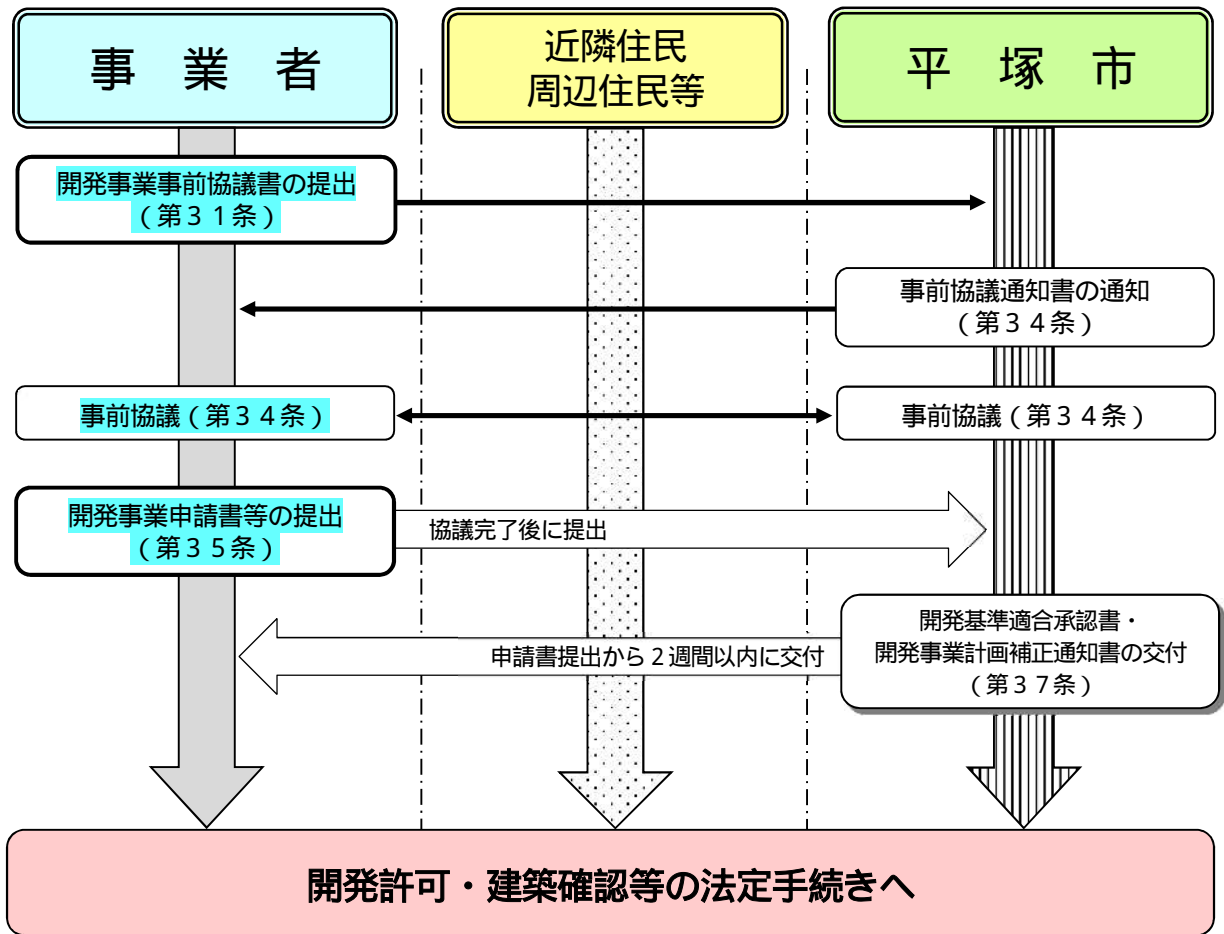 事　業　者
近隣住民
周辺住民等
平　塚　市
開発事業事前協議書の提出
（第３１条）
事前協議通知書の通知
（第３４条）
事前協議（第３４条）
事前協議（第３４条）
開発事業申請書等の提出
（第３５条）
協議完了後に提出
開発基準適合承認書・
開発事業計画補正通知書の交付
（第３７条）
申請書提出から２週間以内に交付
開発許可・建築確認等の法定手続きへ